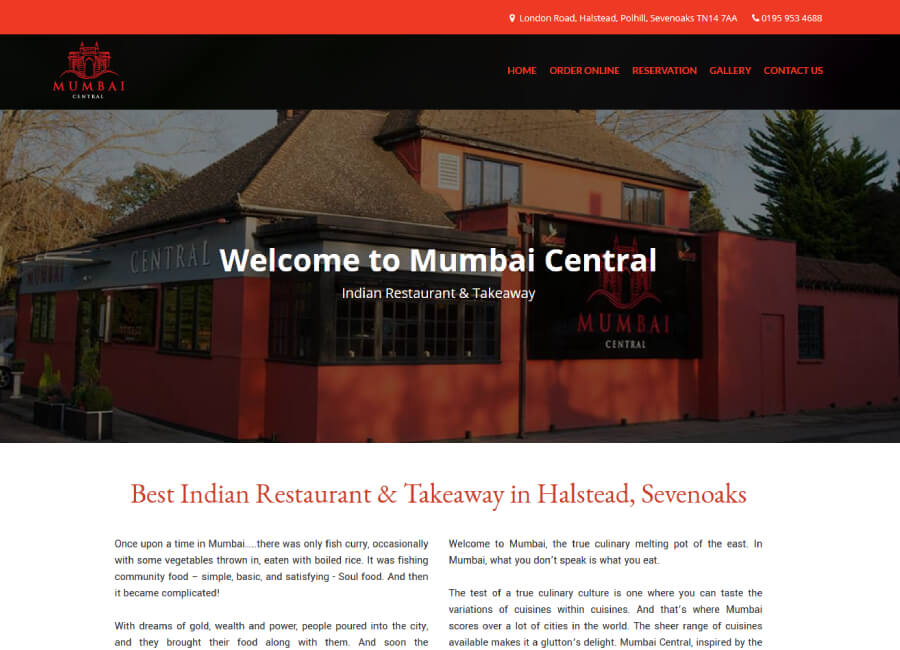 London Road, Halstead, Polhill, Sevenoaks TN14 7AA 0195 953 4688
MUMBAI
CENTRAL
HOME ORDER ONLINE RESERVATION GALLERY CONTACT US
MUMBAI CENTRAL
Welcome to Mumbai Central
Indian Restaurant & Takeaway
MUMBAI
CENTRAL
Best Indian Restaurant & Takeaway in Halstead, Sevenoaks
Once upon a time in Mumbai.....there was only fish curry, occasionally
with some vegetables thrown in, eaten with boiled rice. It was fishing
community food – simple, basic, and satisfying - Soul food. And then
it became complicated!
With dreams of gold, wealth and power, people poured into the city,
and they brought their food along with them. And soon the
Welcome to Mumbai, the true culinary melting pot of the east. In
Mumbai, what you don’t speak is what you eat.
The test of a true culinary culture is one where you can taste the
variations of cuisines within cuisines. And that’s where Mumbai
scores over a lot of cities in the world. The sheer range of cuisines
available makes it a glutton’s delight. Mumbai Central, inspired by the